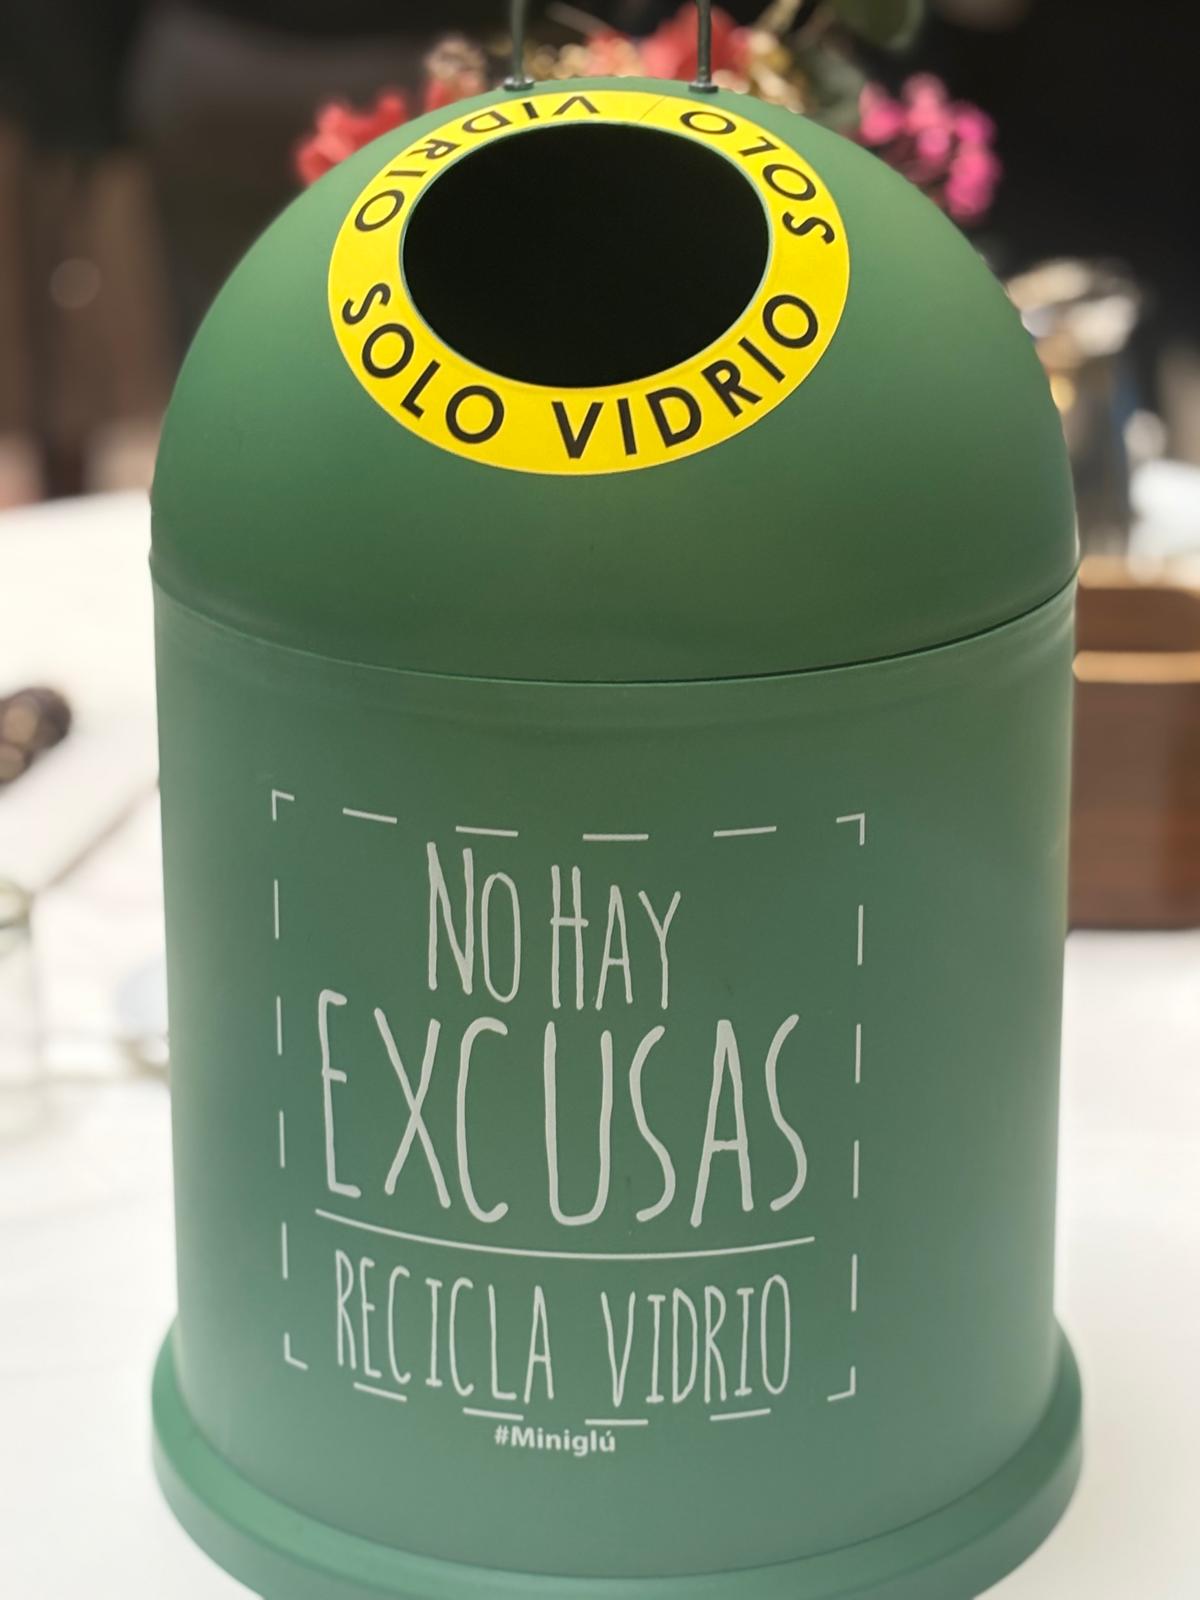 SOLO VIDRIO
SOLO VIDRIO
NO HAY
EXCUSAS
RECICLA VIDRIO
#Miniglú